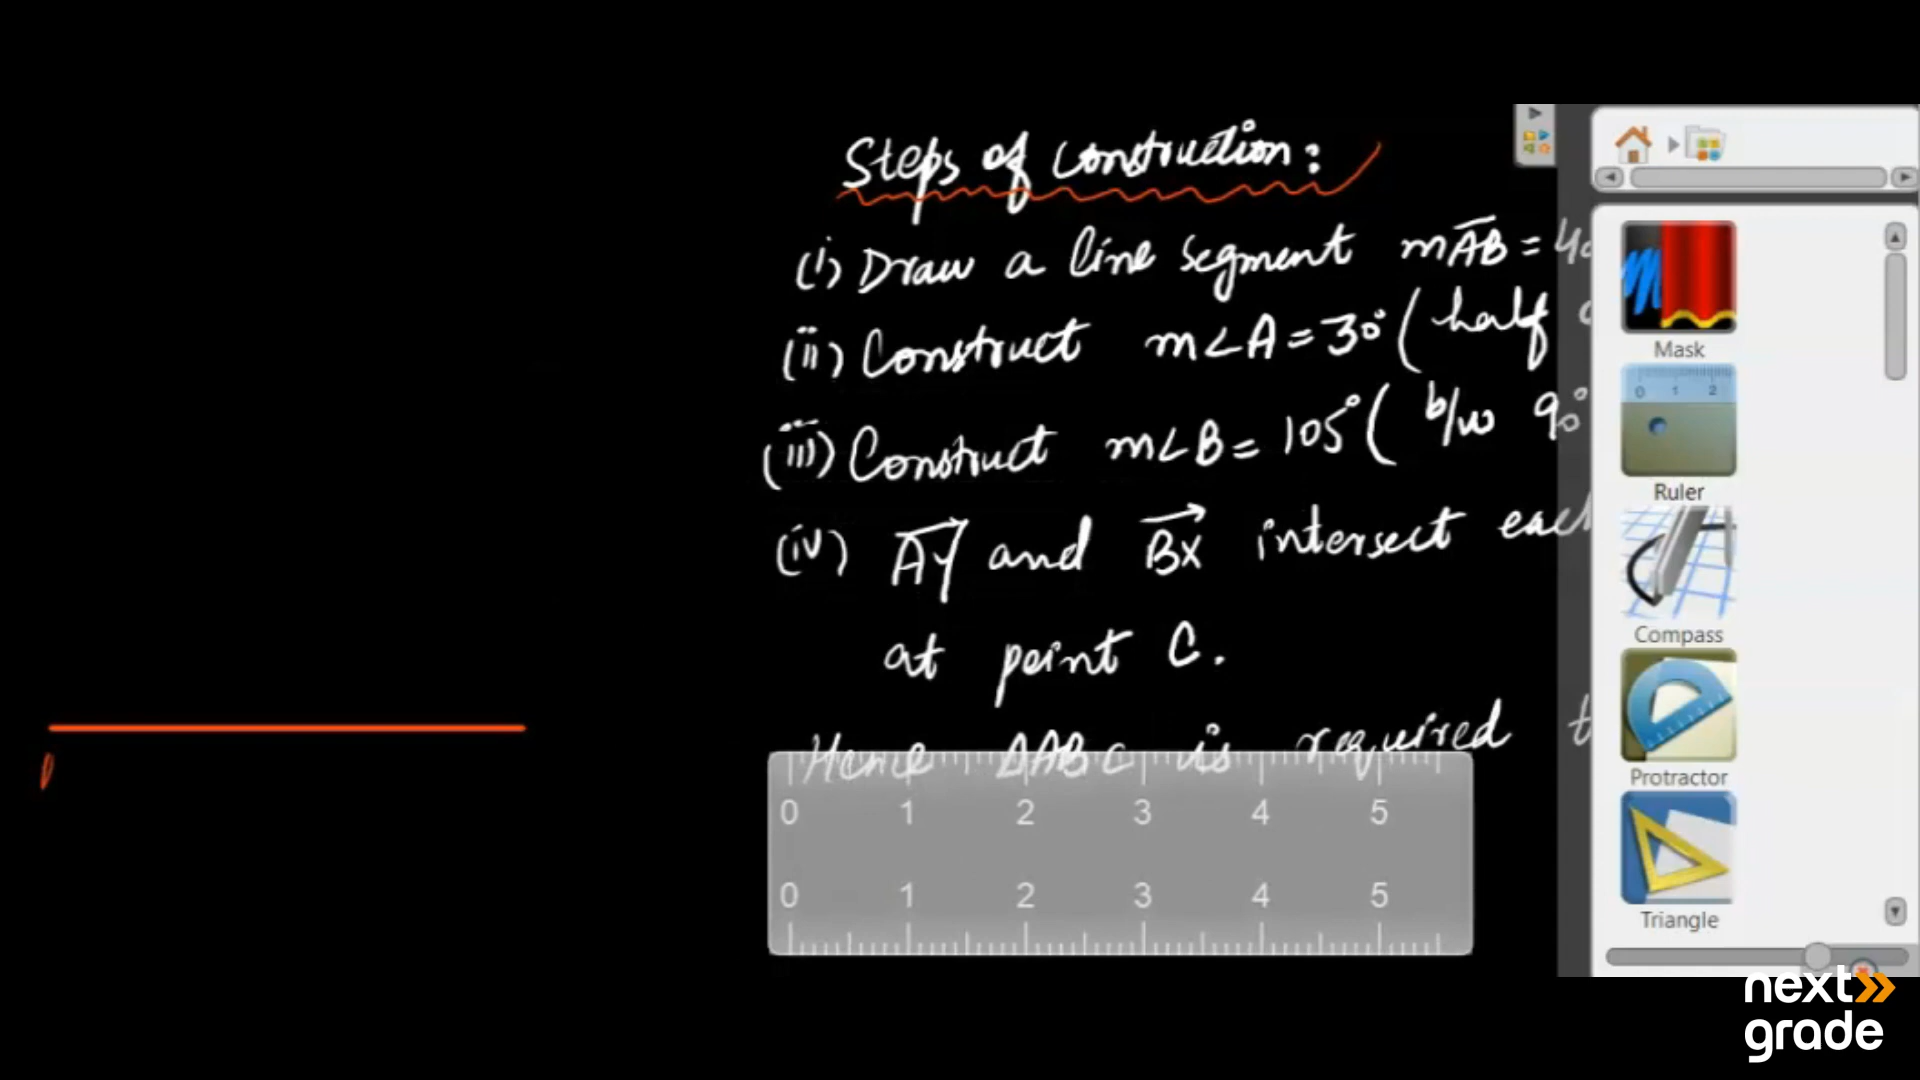 Steps of construction:
(i) Draw a line segment mAB = 4c
(ii) Construct m∠A = 30° (half
(iii) Construct m∠B = 105° ( b/w 90°
(iv) AY and BX intersect each
at point C.
Hence ΔABC is required t
0 1 2 3 4 5
0 1 2 3 4 5
Mask
0 1 2
Ruler
Compass
Protractor
Triangle
next
grade